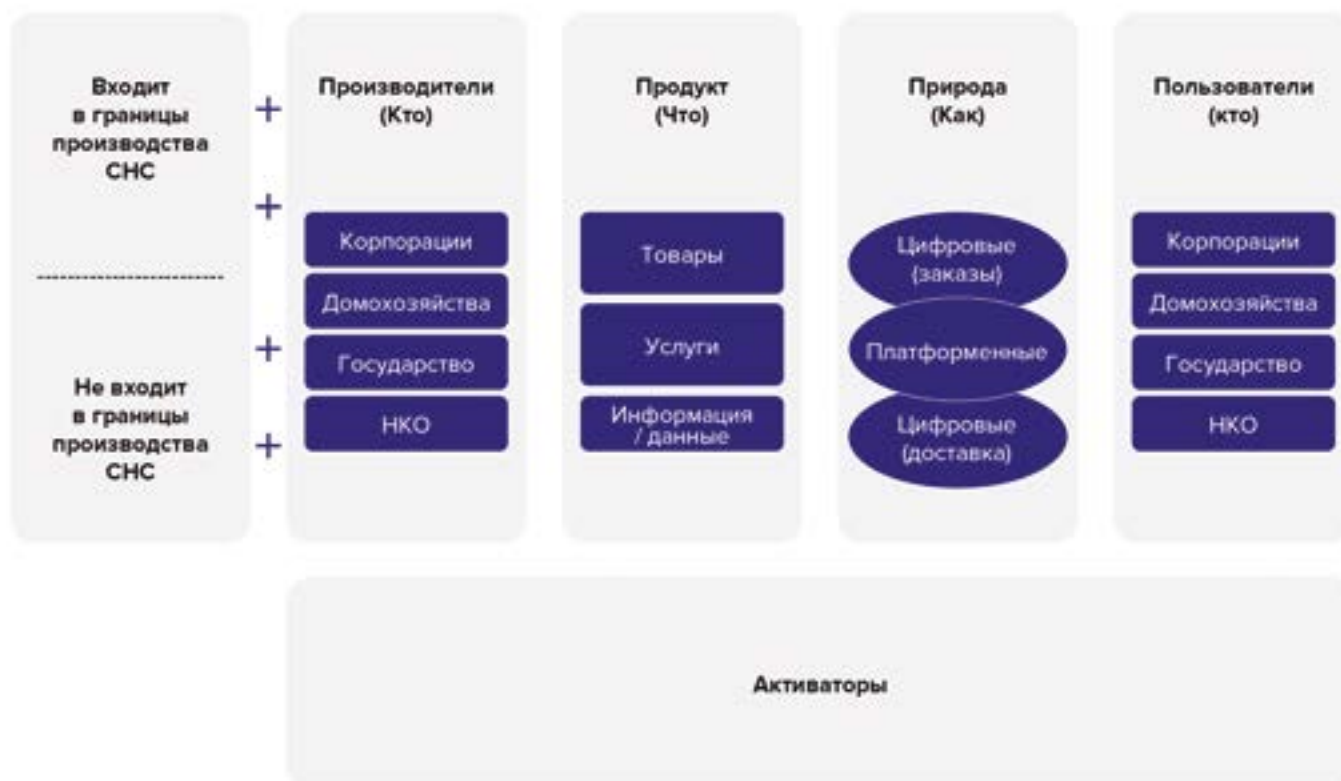 Входит
в границы
производства
СНС
Не входит
в границы
производства
СНС
+
+
+
+
Производители
(Кто)
Корпорации
Домохозяйства
Государство
НКО
Продукт
(Что)
Товары
Услуги
Информация
/ данные
Природа
(Как)
Цифровые
(заказы)
Платформенные
Цифровые
(доставка)
Пользователи
(кто)
Корпорации
Домохозяйства
Государство
НКО
Активаторы